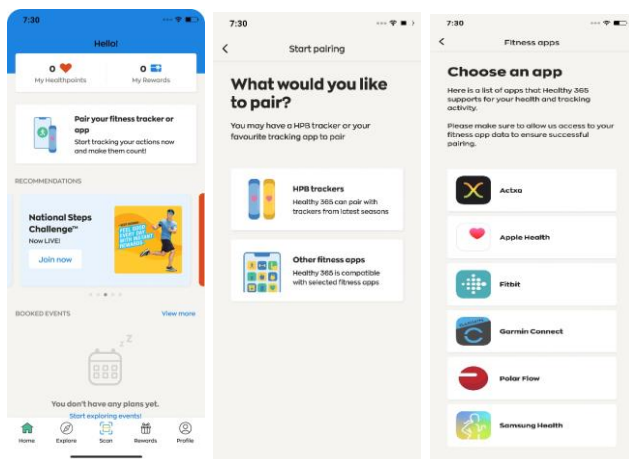 7:30
Hello!
0
0
My Healthpoints
My Rewards
Pair your fitness tracker or
app
Start tracking your actions now
and make them count!
RECOMMENDATIONS
National Steps
Challenge™
Now LIVE!
Join now
FEEL GOOD
EVERY DAY
WITH INSTANT
REWARDS
BOOKED EVENTS
View more
z Z
You don't have any plans yet.
Start exploring events!
Home
Explore
Scan
Rewards
Profile
7:30
Start pairing
What would you like
to pair?
You may have a HPB tracker or your
favourite tracking app to pair
HPB trackers
Healthy 365 can pair with
trackers from latest seasons
Other fitness apps
Healthy 365 is compatible
with selected fitness apps
7:30
Fitness apps
Choose an app
Here is a list of apps that Healthy 365
supports for your health and tracking
activity.
Please make sure to allow us access to your
fitness app data to ensure successful
pairing.
Actxa
Apple Health
Fitbit
Garmin Connect
Polar Flow
Samsung Health